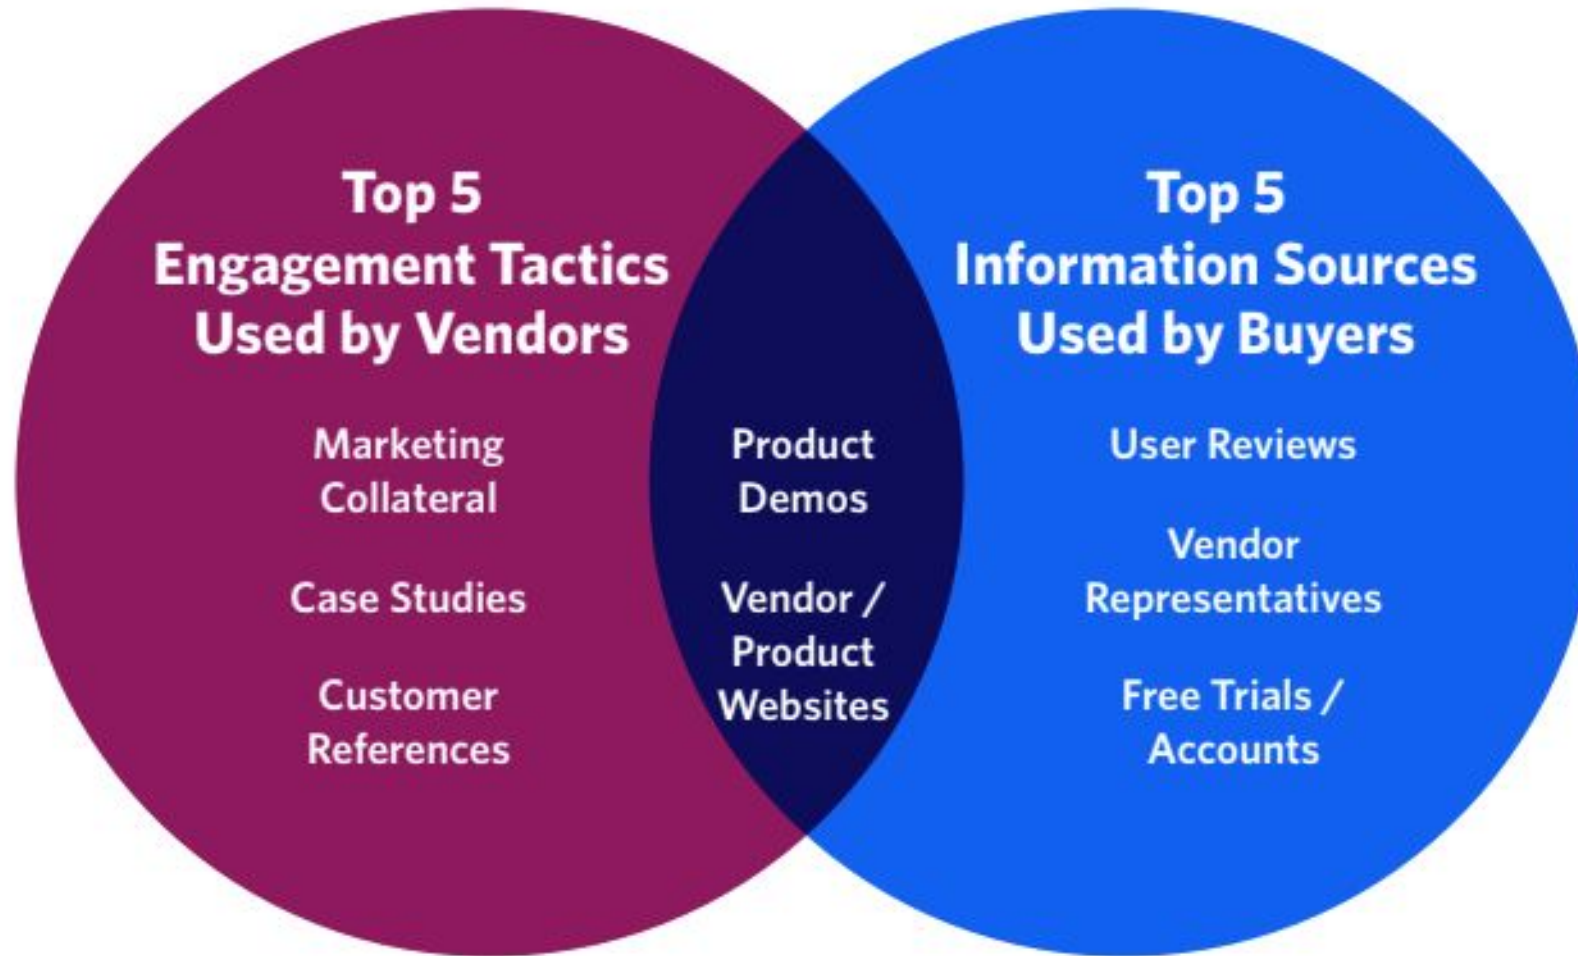 Top 5
Engagement Tactics
Used by Vendors
Marketing
Collateral
Case Studies
Customer
References
Product
Demos
Vendor /
Product
Websites
Top 5
Information Sources
Used by Buyers
User Reviews
Vendor
Representatives
Free Trials /
Accounts